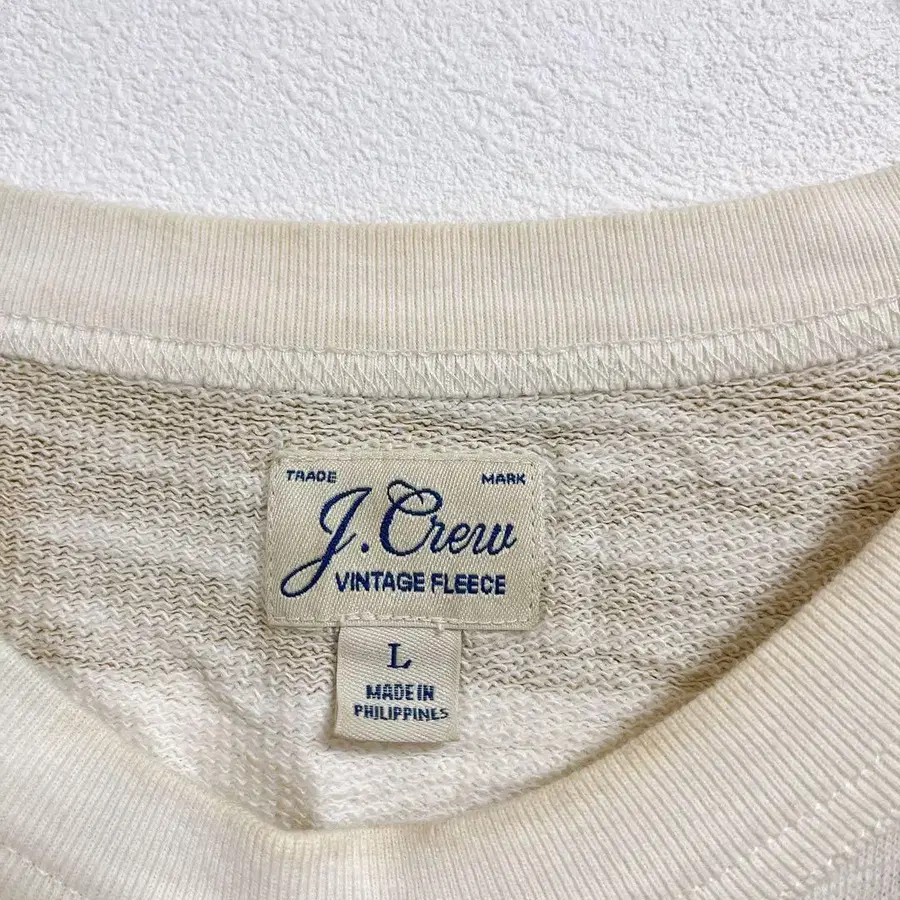 TRADE MARK
J. Crew
VINTAGE FLEECE
L
MADE IN
PHILIPPINES